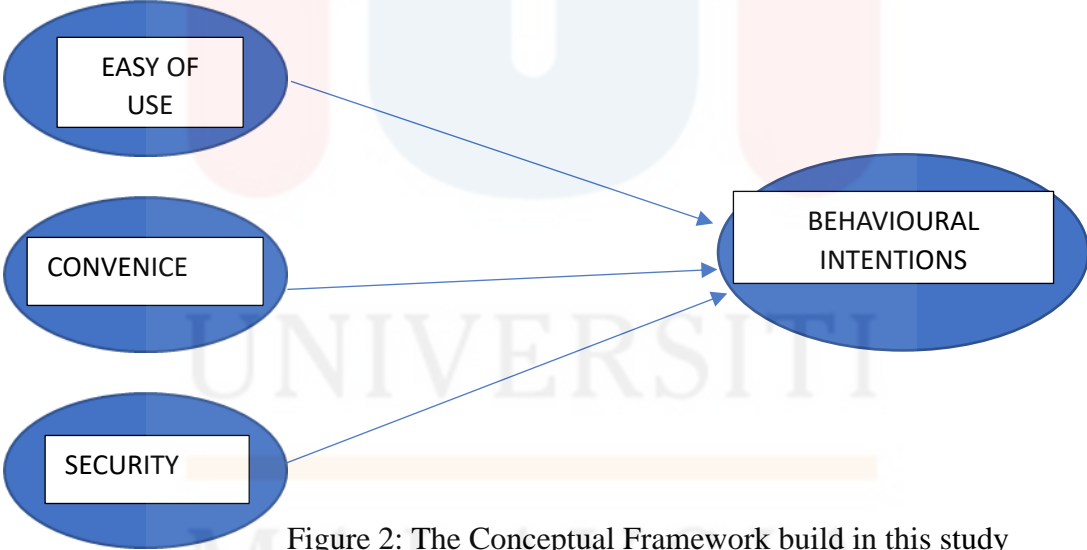 EASY OF
USE
BEHAVIOURAL
INTENTIONS
CONVENICE
UNIVERSITI
SECURITY
Figure 2: The Conceptual Framework build in this study